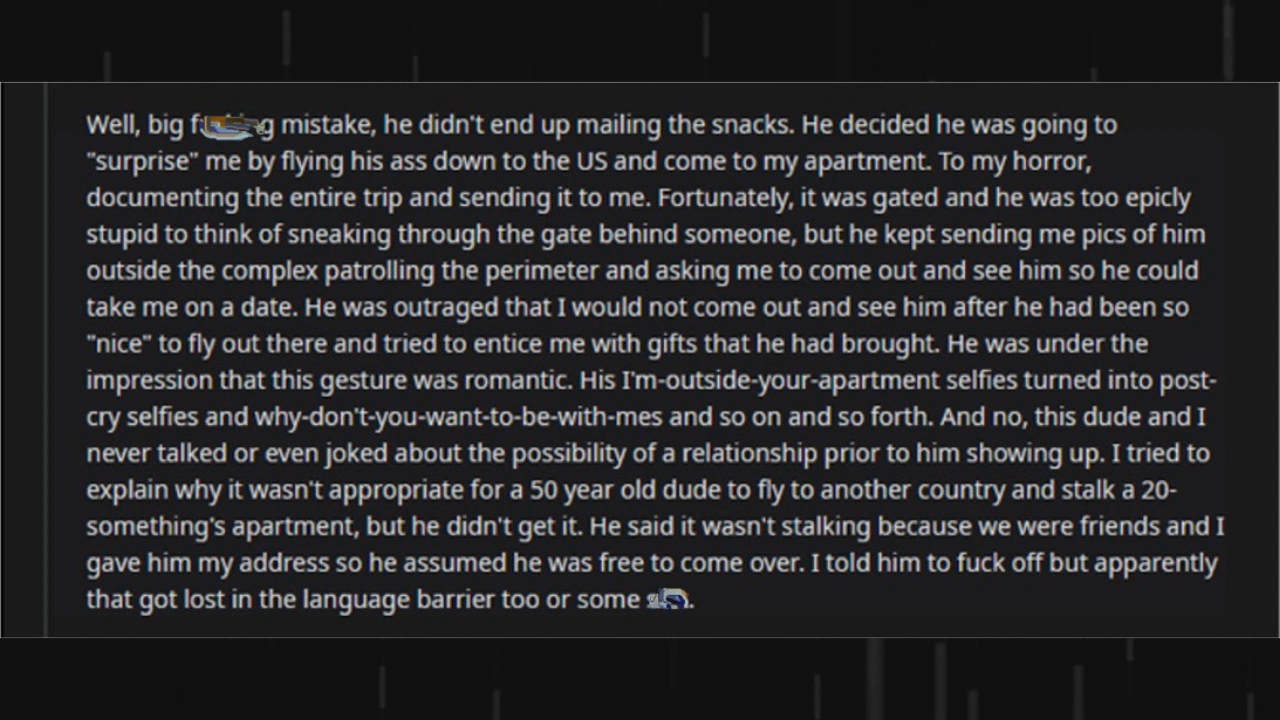 Well, big f g mistake, he didn't end up mailing the snacks. He decided he was going to
"surprise" me by flying his ass down to the US and come to my apartment. To my horror,
documenting the entire trip and sending it to me. Fortunately, it was gated and he was too epicly
stupid to think of sneaking through the gate behind someone, but he kept sending me pics of him
outside the complex patrolling the perimeter and asking me to come out and see him so he could
take me on a date. He was outraged that I would not come out and see him after he had been so
"nice" to fly out there and tried to entice me with gifts that he had brought. He was under the
impression that this gesture was romantic. His I'm-outside-your-apartment selfies turned into post-
cry selfies and why-don't-you-want-to-be-with-mes and so on and so forth. And no, this dude and I
never talked or even joked about the possibility of a relationship prior to him showing up. I tried to
explain why it wasn't appropriate for a 50 year old dude to fly to another country and stalk a 20-
something's apartment, but he didn't get it. He said it wasn't stalking because we were friends and I
gave him my address so he assumed he was free to come over. I told him to fuck off but apparently
that got lost in the language barrier too or some .